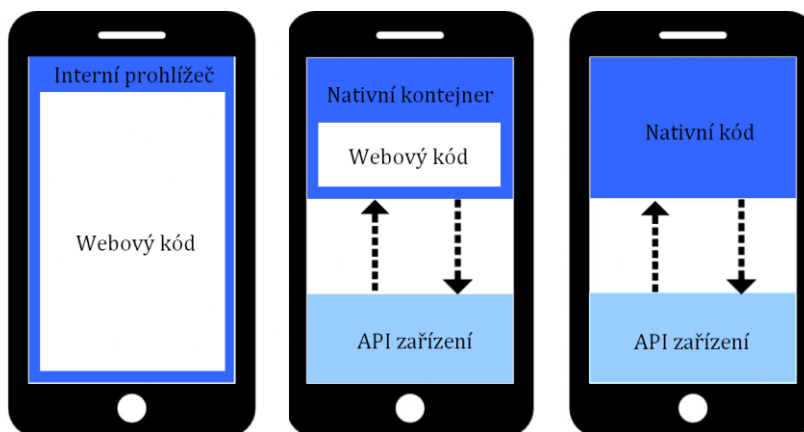 Interní prohlížeč
Webový kód
Nativní kontejner
Webový kód
API zařízení
Nativní kód
API zařízení